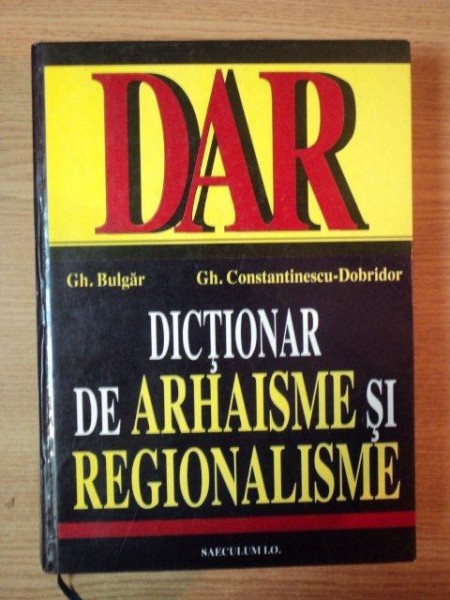 DAR
Gh. Bulgăr Gh. Constantinescu-Dobridor
DICȚIONAR
DE ARHAISME ȘI
REGIONALISME
SAECULUM I.O.